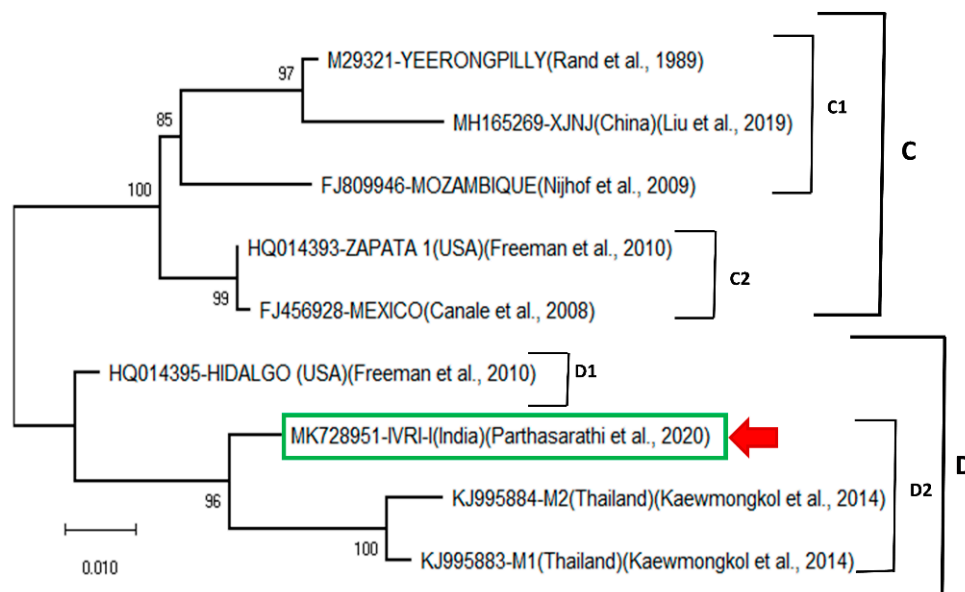 M29321-YEERONGPILLY(Rand et al., 1989)
97
MH165269-XJNJ(China)(Liu et al., 2019)
C1
85
C
FJ809946-MOZAMBIQUE(Nijhof et al., 2009)
100
HQ014393-ZAPATA 1(USA)(Freeman et al., 2010)
C2
99
FJ456928-MEXICO(Canale et al., 2008)
HQ014395-HIDALGO (USA)(Freeman et al., 2010)
D1
MK728951-IVRI-I(India)(Parthasarathi et al., 2020)
D
D2
96
KJ995884-M2(Thailand)(Kaewmongkol et al., 2014)
100
KJ995883-M1(Thailand)(Kaewmongkol et al., 2014)
0.010